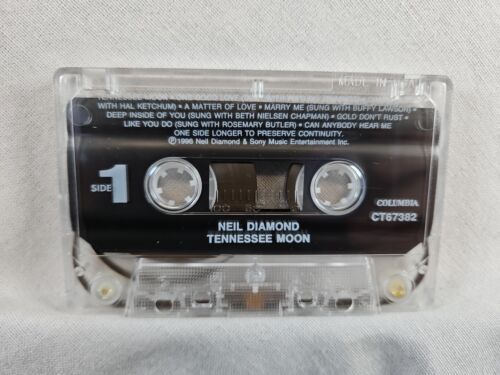 MADE IN
WITH HAL KETCHUM) • A MATTER OF LOVE • MARRY ME (SUNG WITH BUFFY LAWSON) •
DEEP INSIDE OF YOU (SUNG WITH BETH NIELSEN CHAPMAN) • GOLD DON'T RUST •
LIKE YOU DO (SUNG WITH ROSEMARY BUTLER) • CAN ANYBODY HEAR ME
ONE SIDE LONGER TO PRESERVE CONTINUITY.
©1996 Neil Diamond & Sony Music Entertainment Inc.
SIDE 1
COLUMBIA
CT67382
NEIL DIAMOND
TENNESSEE MOON